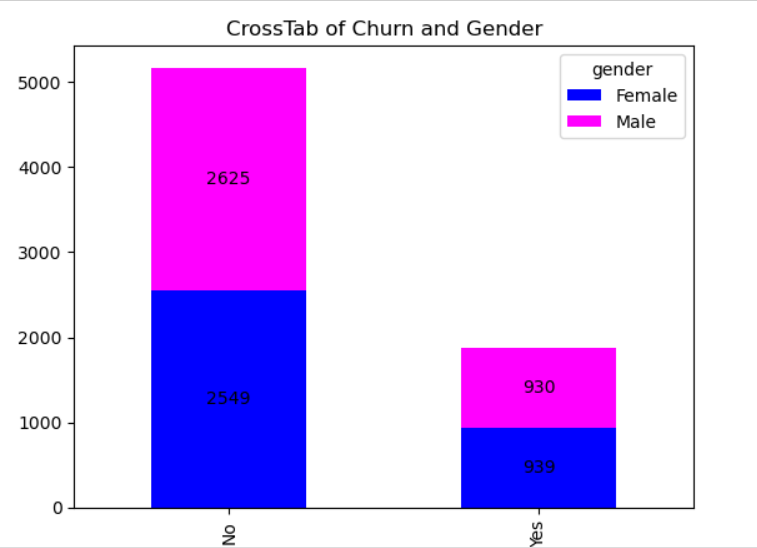 CrossTab of Churn and Gender
gender
Female
Male
5000
4000
3000
2000
1000
0
2625
2549
930
939
No
Yes